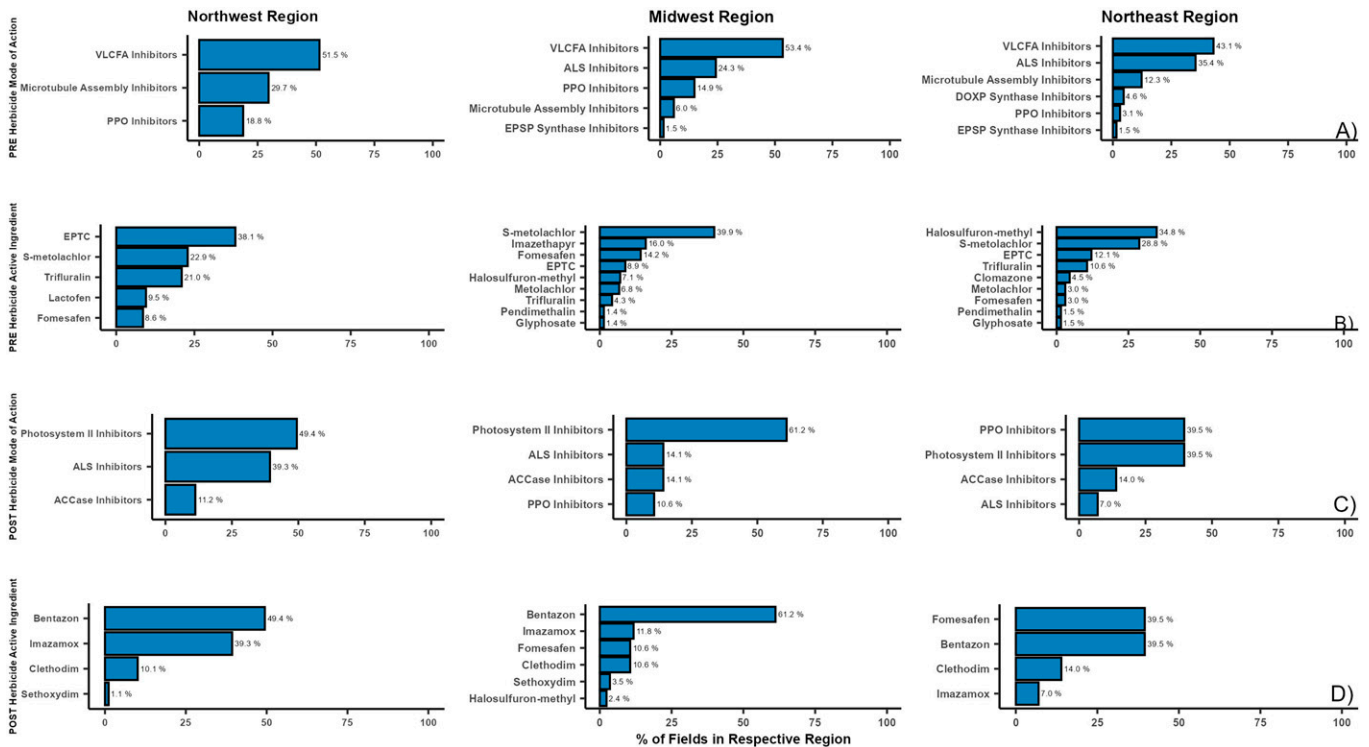 Northwest Region
Midwest Region
Northeast Region
PRE Herbicide Mode of Action
VLCFA Inhibitors
51.5 %
Microtubule Assembly Inhibitors
29.7 %
PPO Inhibitors
18.8 %
0 25 50 75 100
VLCFA Inhibitors
53.4 %
ALS Inhibitors
24.3 %
PPO Inhibitors
14.9 %
Microtubule Assembly Inhibitors
6.0 %
EPSP Synthase Inhibitors
1.5 %
0 25 50 75 100
VLCFA Inhibitors
43.1 %
ALS Inhibitors
35.4 %
Microtubule Assembly Inhibitors
12.3 %
DOXP Synthase Inhibitors
4.6 %
PPO Inhibitors
3.1 %
EPSP Synthase Inhibitors
1.5 %
0 25 50 75 100
A)
PRE Herbicide Active Ingredient
EPTC
38.1 %
S-metolachlor
22.9 %
Trifluralin
21.0 %
Lactofen
9.5 %
Fomesafen
8.6 %
0 25 50 75 100
S-metolachlor
39.9 %
Imazethapyr
16.0 %
Fomesafen
14.2 %
EPTC
8.9 %
Halosulfuron-methyl
7.1 %
Metolachlor
6.8 %
Trifluralin
4.3 %
Pendimethalin
1.4 %
Glyphosate
1.4 %
0 25 50 75 100
Halosulfuron-methyl
34.8 %
S-metolachlor
28.8 %
EPTC
12.1 %
Trifluralin
10.6 %
Clomazone
4.5 %
Metolachlor
3.0 %
Fomesafen
3.0 %
Pendimethalin
1.5 %
Glyphosate
1.5 %
0 25 50 75 100
B)
POST Herbicide Mode of Action
Photosystem II Inhibitors
49.4 %
ALS Inhibitors
39.3 %
ACCase Inhibitors
11.2 %
0 25 50 75 100
Photosystem II Inhibitors
61.2 %
ALS Inhibitors
14.1 %
ACCase Inhibitors
14.1 %
PPO Inhibitors
10.6 %
0 25 50 75 100
PPO Inhibitors
39.5 %
Photosystem II Inhibitors
39.5 %
ACCase Inhibitors
14.0 %
ALS Inhibitors
7.0 %
0 25 50 75 100
C)
POST Herbicide Active Ingredient
Bentazon
49.4 %
Imazamox
39.3 %
Clethodim
10.1 %
Sethoxydim
1.1 %
0 25 50 75 100
Bentazon
61.2 %
Imazamox
11.8 %
Fomesafen
10.6 %
Clethodim
10.6 %
Sethoxydim
3.5 %
Halosulfuron-methyl
2.4 %
0 25 50 75 100
Fomesafen
39.5 %
Bentazon
39.5 %
Clethodim
14.0 %
Imazamox
7.0 %
0 25 50 75 100
D)
% of Fields in Respective Region